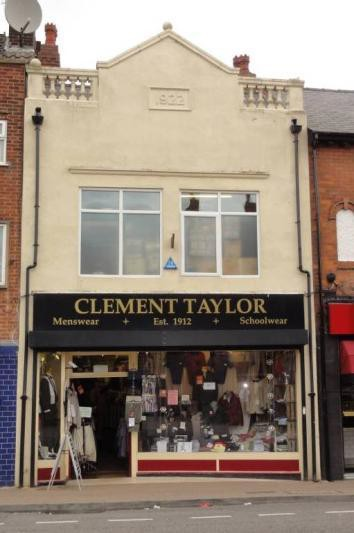 1922
CLEMENT TAYLOR
Menswear + Est. 1912 + Schoolwear